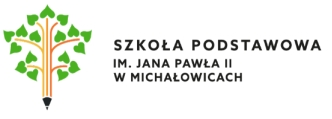 SZKOŁA PODSTAWOWA
IM. JANA PAWŁA II
W MICHAŁOWICACH